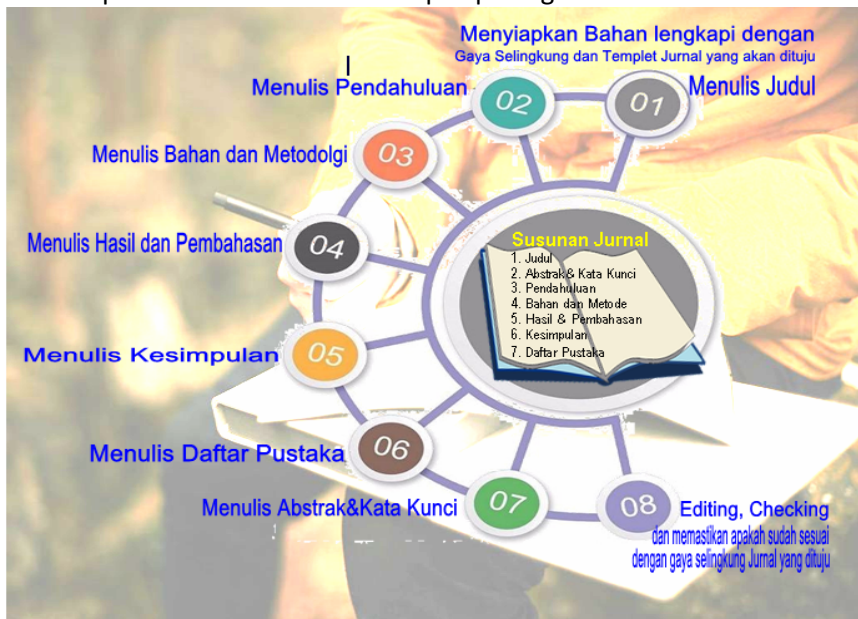 Menyiapkan Bahan lengkapi dengan
Gaya Selingkung dan Templet Jurnal yang akan dituju
01
Menulis Judul
02
Menulis Pendahuluan
03
Menulis Bahan dan Metodolgi
04
Menulis Hasil dan Pembahasan
05
Menulis Kesimpulan
06
Menulis Daftar Pustaka
07
Menulis Abstrak&Kata Kunci
08
Editing, Checking
dan memastikan apakah sudah sesuai
dengan gaya selingkung Jurnal yang dituju
Susunan Jurnal
1. Judul
2. Abstrak& Kata Kunci
3. Pendahuluan
4. Bahan dan Metode
5. Hasil & Pembahasan
6. Kesimpulan
7. Daftar Pustaka